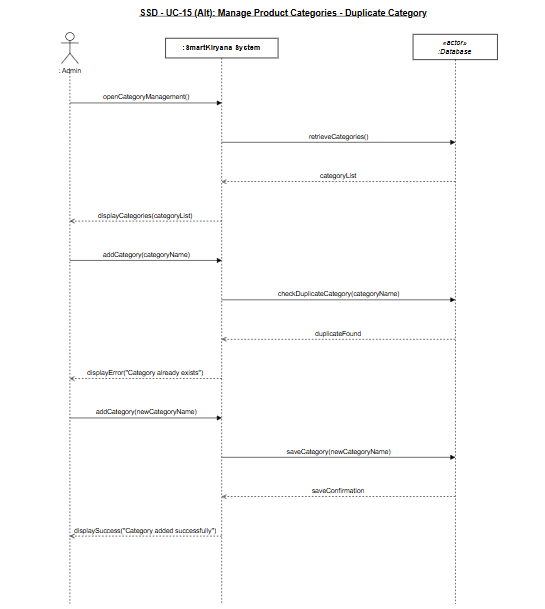 SSD - UC-15 (Alt): Manage Product Categories - Duplicate Category
: Admin
: SmartKiryana System
«actor»
:Database
openCategoryManagement()
retrieveCategories()
categoryList
displayCategories(categoryList)
addCategory(categoryName)
checkDuplicateCategory(categoryName)
duplicateFound
displayError("Category already exists")
addCategory(newCategoryName)
saveCategory(newCategoryName)
saveConfirmation
displaySuccess("Category added successfully")